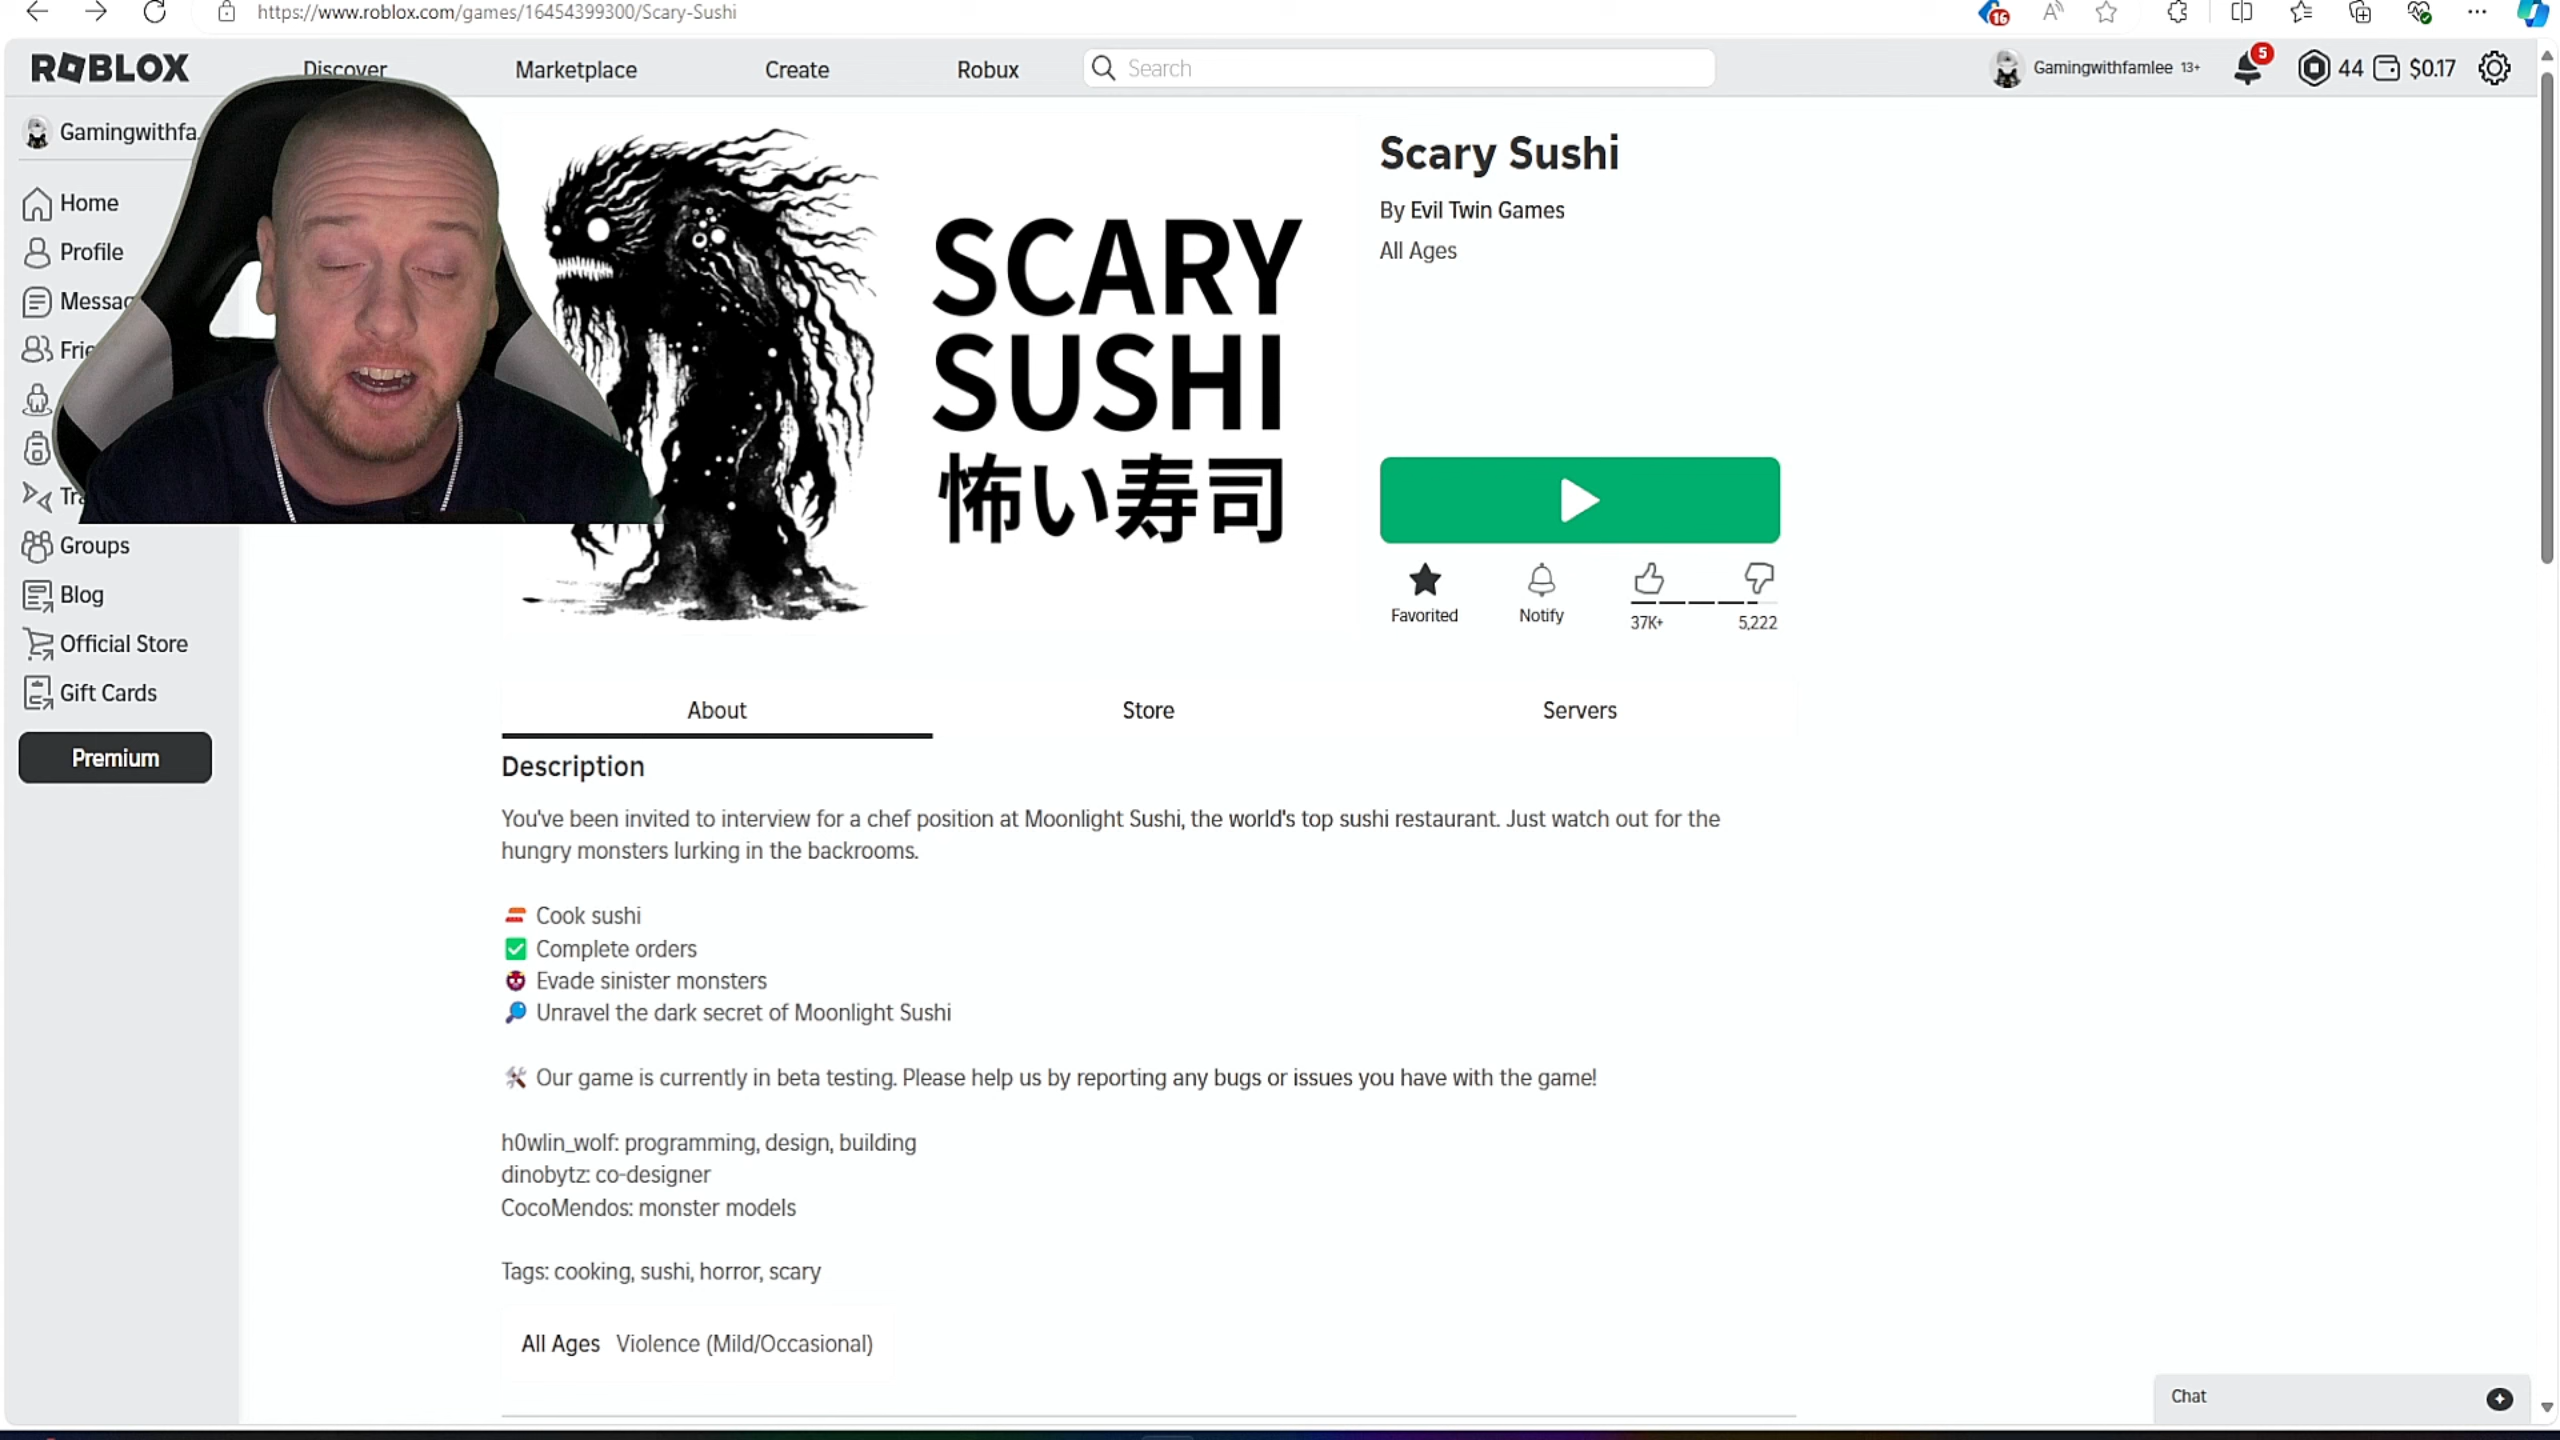 https://www.roblox.com/games/16454399300/Scary-Sushi
16
ROBLOX
Discover
Marketplace
Create
Robux
Search
Gamingwithfamlee 13+
5
44
$0.17
Gamingwithfa
Home
Profile
Messag
Frie
Tra
Groups
Blog
Official Store
Gift Cards
Premium
SCARY
SUSHI
怖い寿司
Scary Sushi
By Evil Twin Games
All Ages
Favorited
Notify
37K+
5,222
About
Store
Servers
Description
You've been invited to interview for a chef position at Moonlight Sushi, the world's top sushi restaurant. Just watch out for the
hungry monsters lurking in the backrooms.
Cook sushi
Complete orders
Evade sinister monsters
Unravel the dark secret of Moonlight Sushi
Our game is currently in beta testing. Please help us by reporting any bugs or issues you have with the game!
h0wlin_wolf: programming, design, building
dinobytz: co-designer
CocoMendos: monster models
Tags: cooking, sushi, horror, scary
All Ages Violence (Mild/Occasional)
Chat